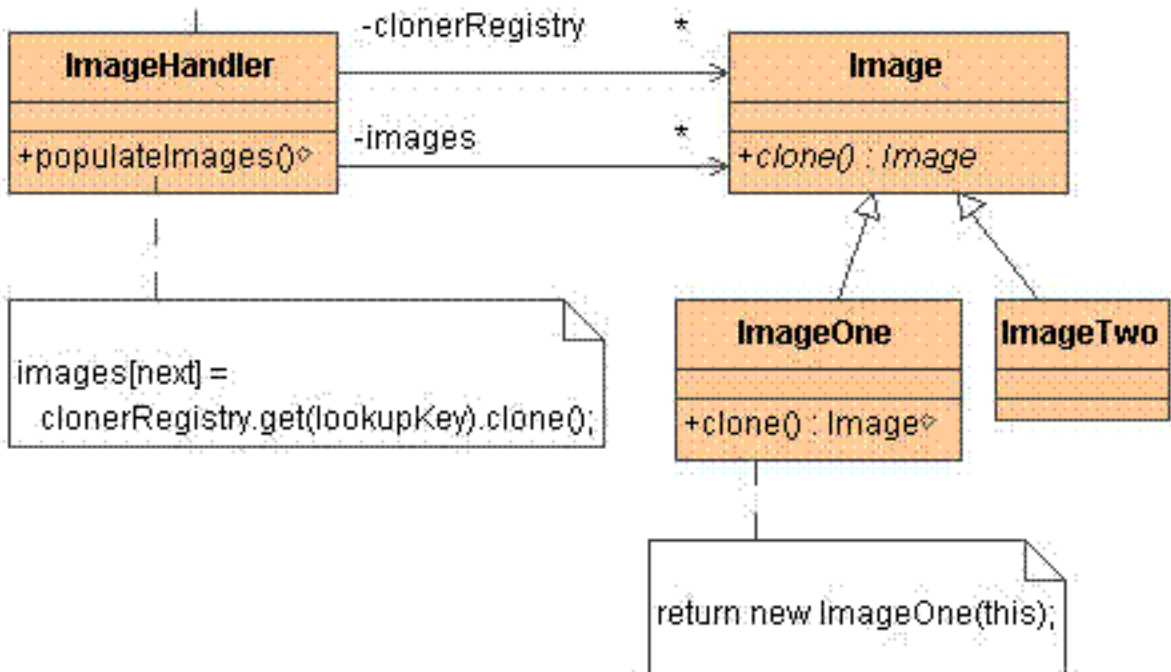 -clonerRegistry *
ImageHandler
Image
-images *
+populateImages()
+clone() : Image
images[next] =
clonerRegistry.get(lookupKey).clone();
ImageOne
ImageTwo
+clone() : Image
return new ImageOne(this);